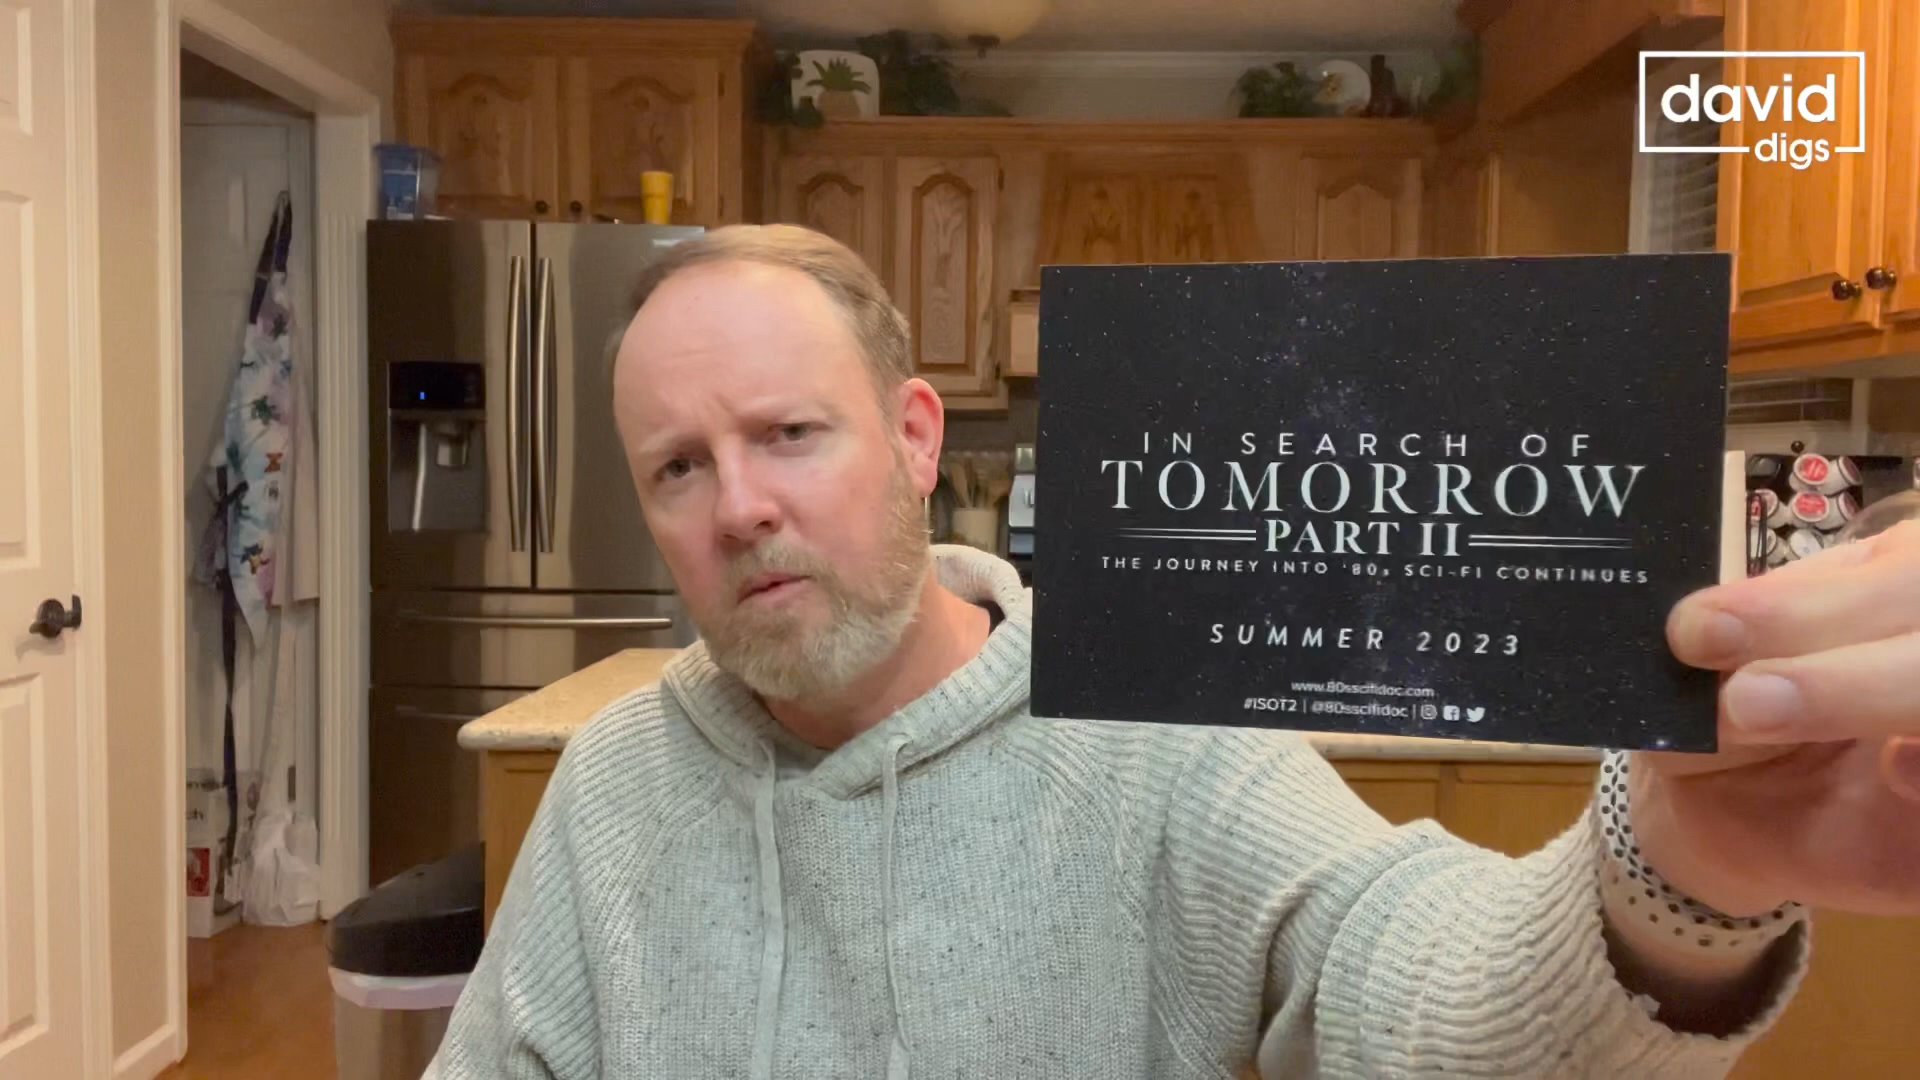 david
digs
IN SEARCH OF
TOMORROW
PART II
THE JOURNEY INTO '80s SCI-FI CONTINUES
SUMMER 2023
www.80sscifidoc.com
#ISOT2 | @80sscifidoc |